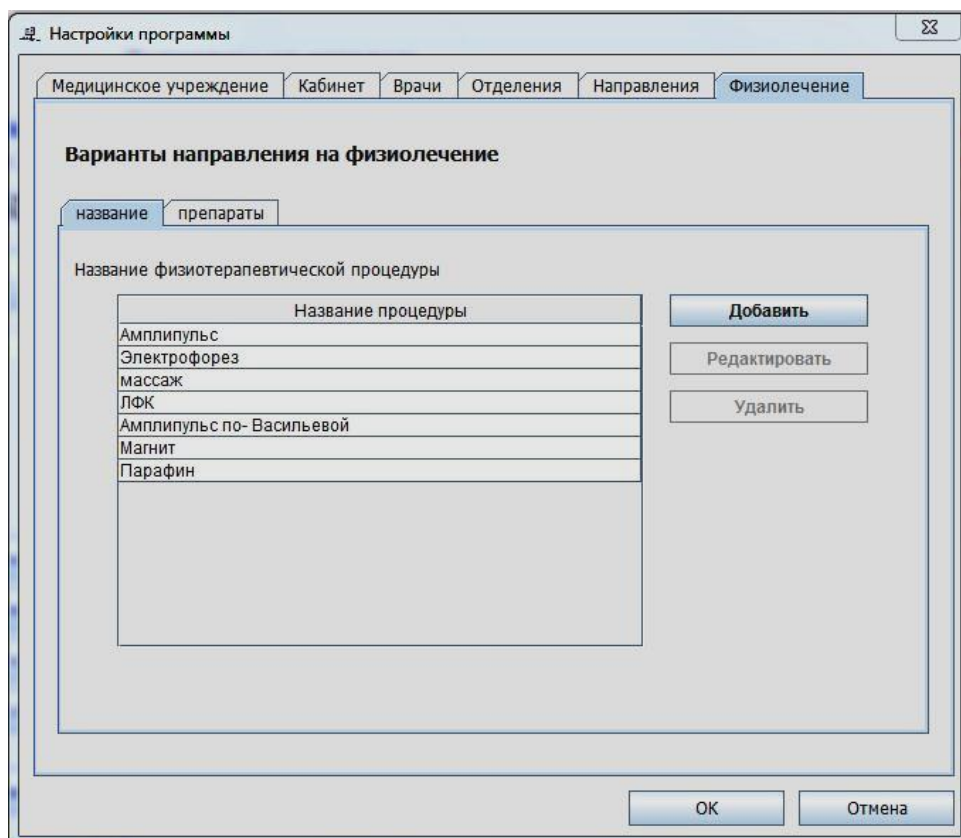 Настройки программы
Медицинское учреждение Кабинет Врачи Отделения Направления Физиолечение
Варианты направления на физиолечение
название препараты
Название физиотерапевтической процедуры
Название процедуры
Добавить
Амплипульс
Электрофорез
Редактировать
массаж
ЛФК
Удалить
Амплипульс по- Васильевой
Магнит
Парафин
ОК Отмена